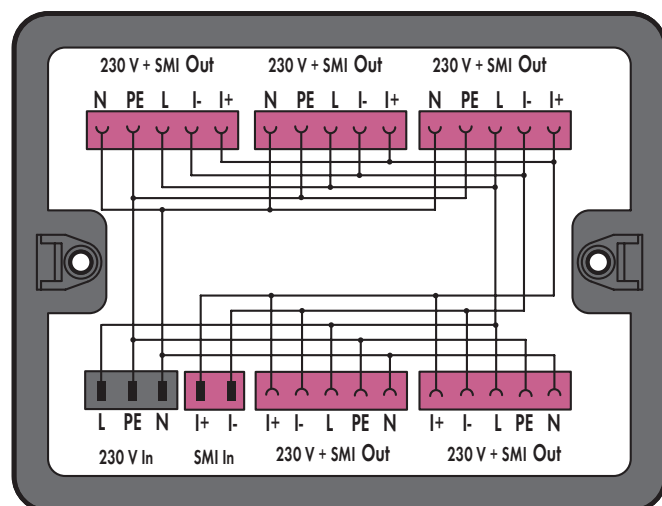 230 V + SMI Out 230 V + SMI Out 230 V + SMI Out
N PE L I- I+ N PE L I- I+ N PE L I- I+
L PE N I+ I- I+ I- L PE N I+ I- L PE N
230 V In SMI In 230 V + SMI Out 230 V + SMI Out